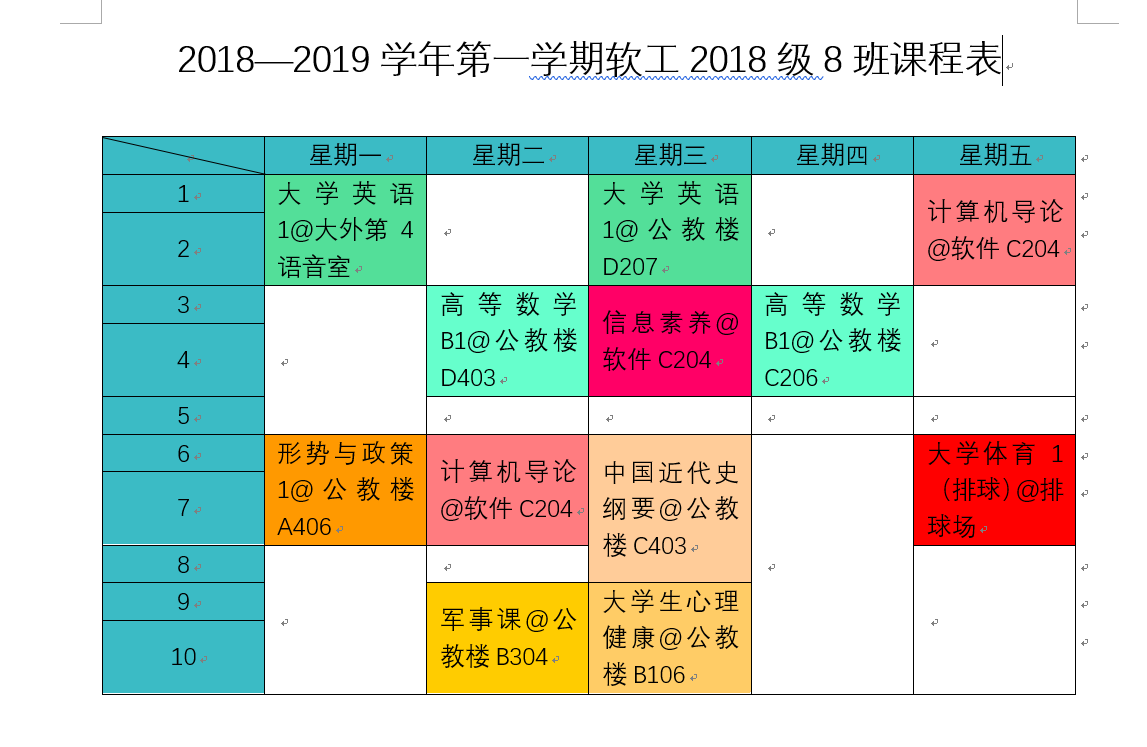 2018—2019 学年第一学期软工 2018 级 8 班课程表
星期一 星期二 星期三 星期四 星期五
1
2
大学英语
1@大外第 4
语音室
大学英语
1@公教楼
D207
计算机导论
@软件 C204
3
4
高等数学
B1@公教楼
D403
信息素养@
软件 C204
高等数学
B1@公教楼
C206
5
6
7
形势与政策
1@公教楼
A406
计算机导论
@软件 C204
中国近代史
纲要@公教
楼 C403
大学体育 1
（排球）@排
球场
8
9
10
军事课@公
教楼 B304
大学生心理
健康@公教
楼 B106